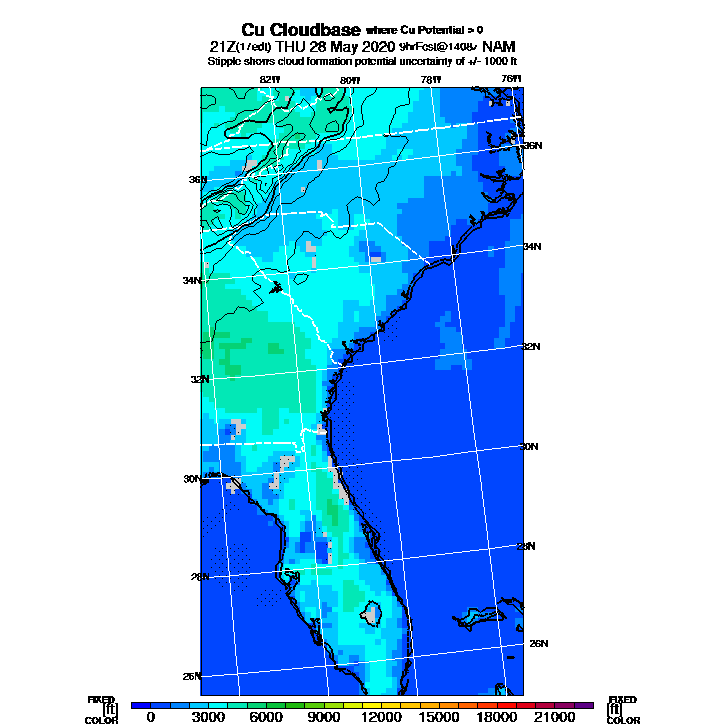 Cu Cloudbase where Cu Potential > 0
21Z(17edt) THU 28 May 2020 9hrFcst@1408z NAM
Stipple shows cloud formation potential uncertainty of +/- 1000 ft
82W 80W 78W 76W
36N 36N
34N 34N
32N 32N
30N 30N
28N 28N
26N 26N
FIXED FIXED
[ft] [ft]
COLOR COLOR
0 3000 6000 9000 12000 15000 18000 21000